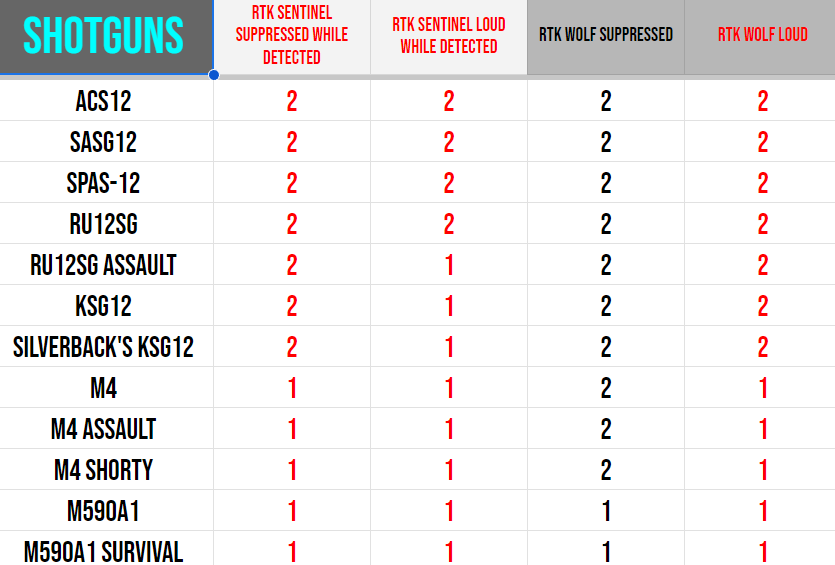 SHOTGUNS RTK SENTINEL SUPPRESSED WHILE DETECTED RTK SENTINEL LOUD WHILE DETECTED RTK WOLF SUPPRESSED RTK WOLF LOUD
ACS12 2 2 2 2
SASG12 2 2 2 2
SPAS-12 2 2 2 2
RU12SG 2 2 2 2
RU12SG ASSAULT 2 1 2 2
KSG12 2 1 2 2
SILVERBACK'S KSG12 2 1 2 2
M4 1 1 2 1
M4 ASSAULT 1 1 2 1
M4 SHORTY 1 1 2 1
M590A1 1 1 1 1
M590A1 SURVIVAL 1 1 1 1